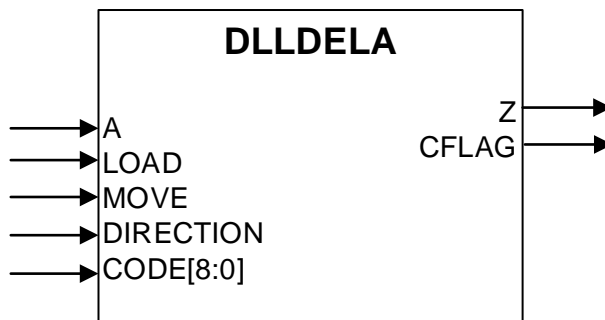 DLLDELA
A
LOAD
MOVE
DIRECTION
CODE[8:0]
Z
CFLAG